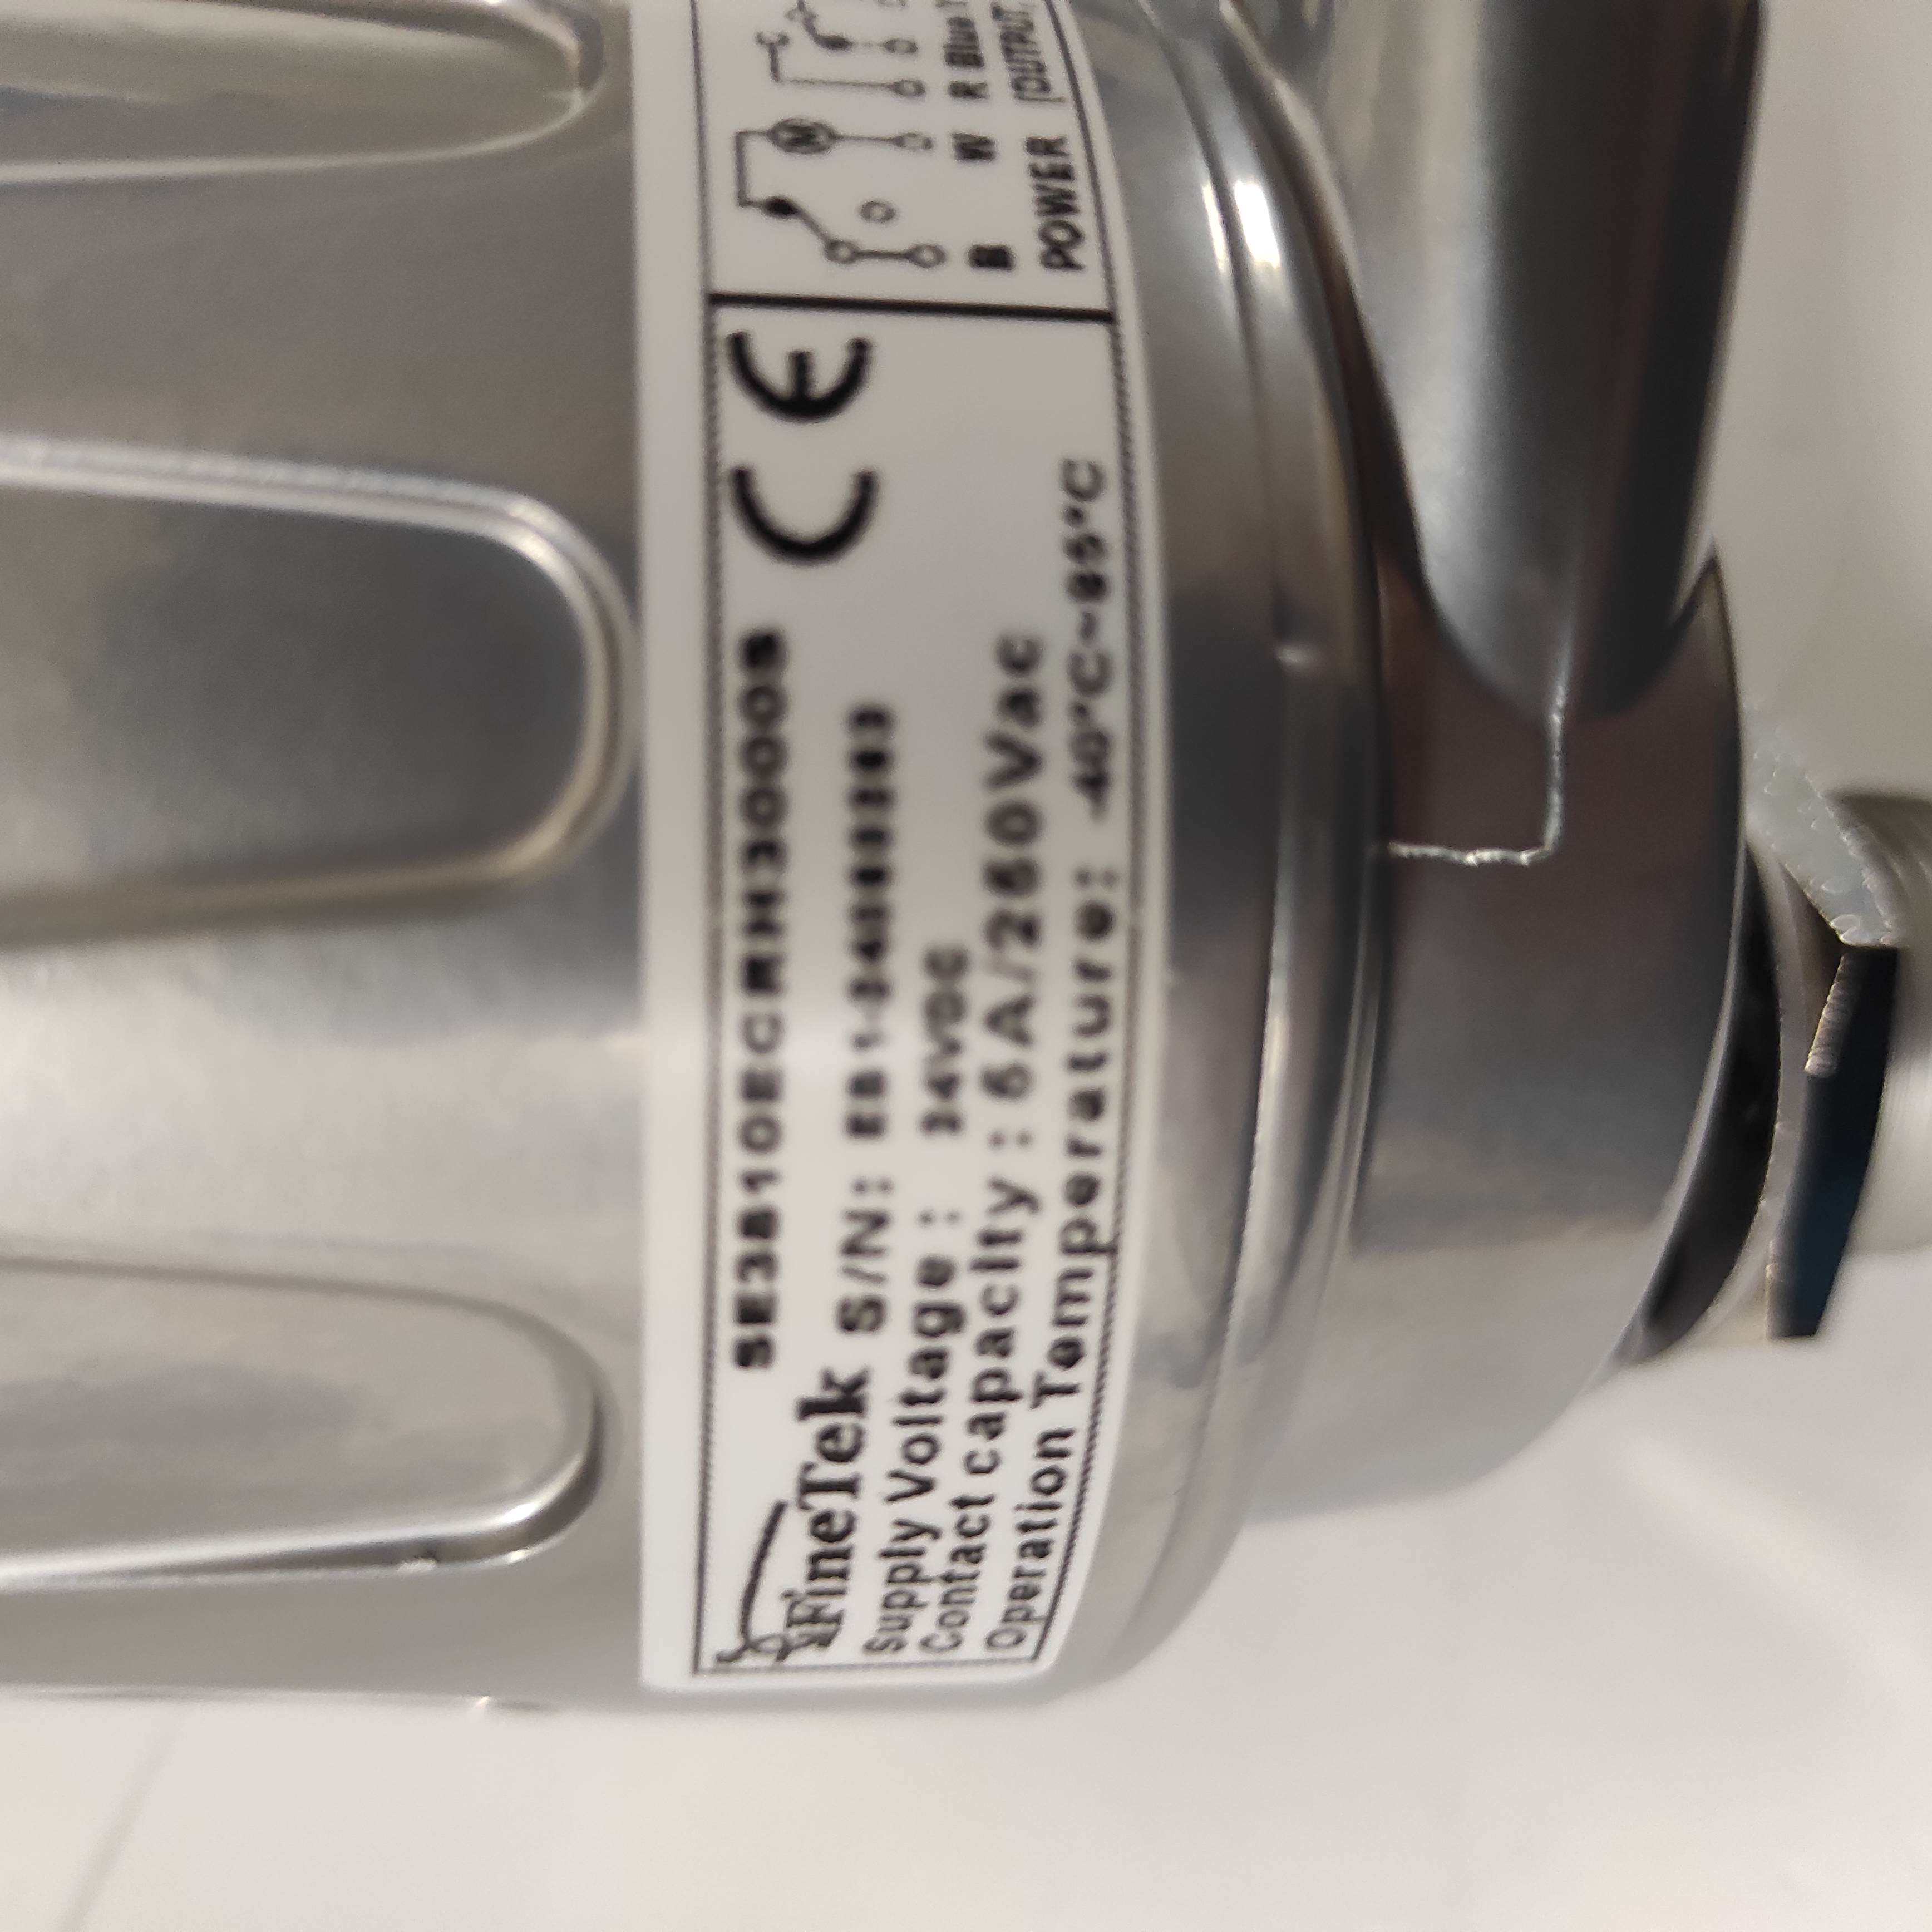 SE3810ECRH3000S
FineTek S/N:
Supply Voltage : 24VDC
Contact capacity : 5A/250Vac
Operation Temperature: -40°C~85°C
CE
M
C
B W R Blue
POWER (OUTPUT,